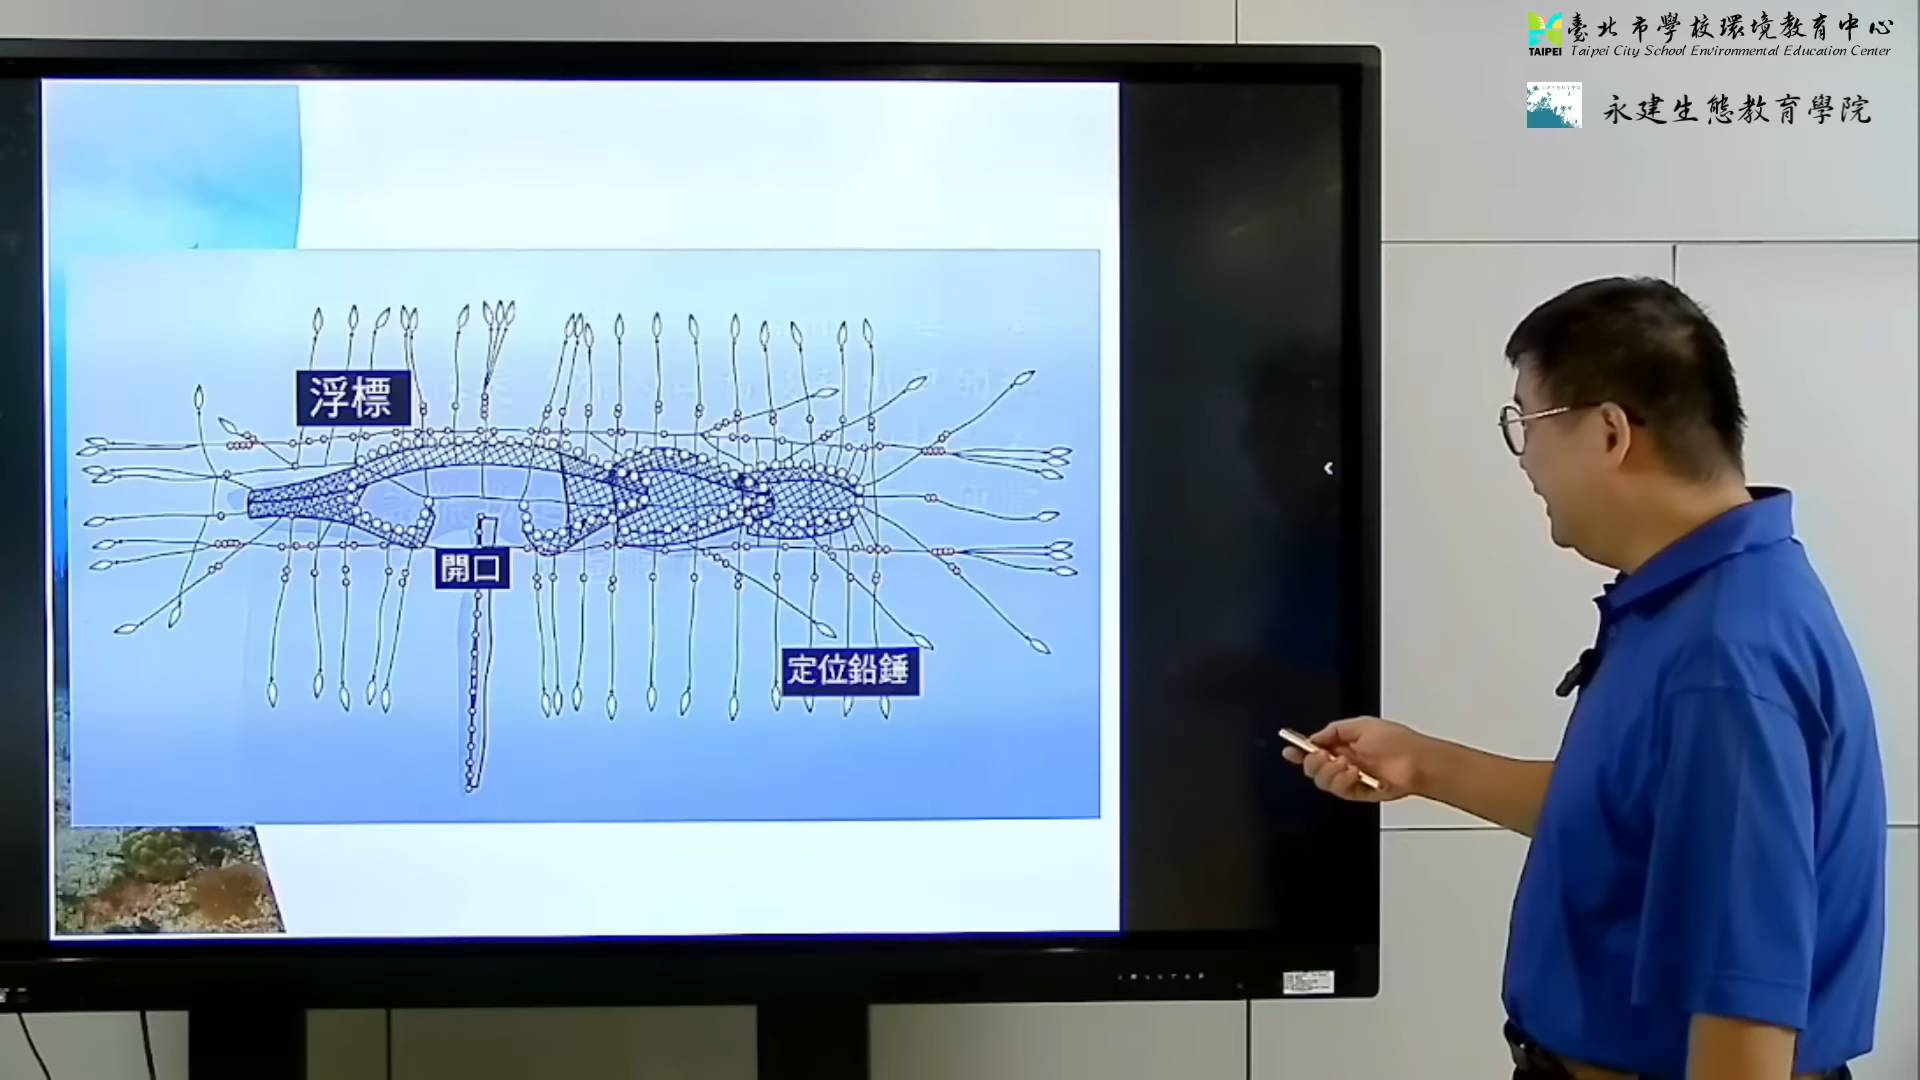 臺北市學校環境教育中心
TAIPEI Taipei City School Environmental Education Center
永建生態教育學院
浮標
開口
定位鉛錘